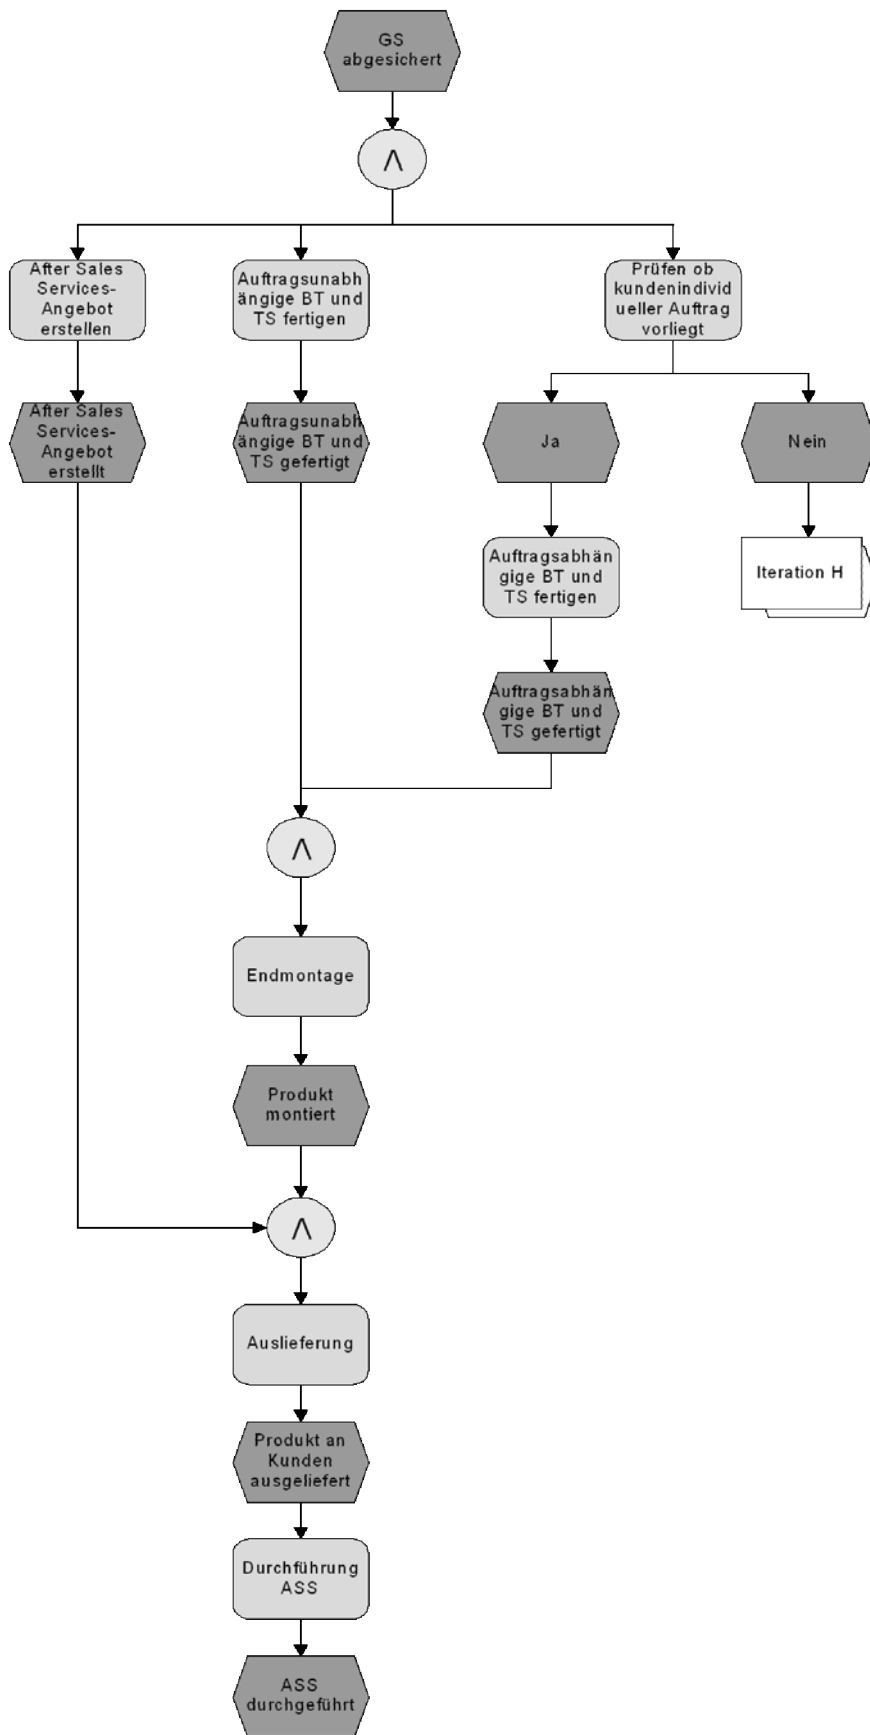 GS
abgesichert
Λ
After Sales
Services-
Angebot
erstellen
Auftragsunabh
ängige BT und
TS fertigen
Prüfen ob
kundenindivid
ueller Auftrag
vorliegt
After Sales
Services-
Angebot
erstellt
Auftragsunabh
ängige BT und
TS gefertigt
Ja
Nein
Auftragsabhän
gige BT und
TS fertigen
Iteration H
Auftragsabhän
gige BT und
TS gefertigt
Λ
Endmontage
Produkt
montiert
Λ
Auslieferung
Produkt an
Kunden
ausgeliefert
Durchführung
ASS
ASS
durchgeführt